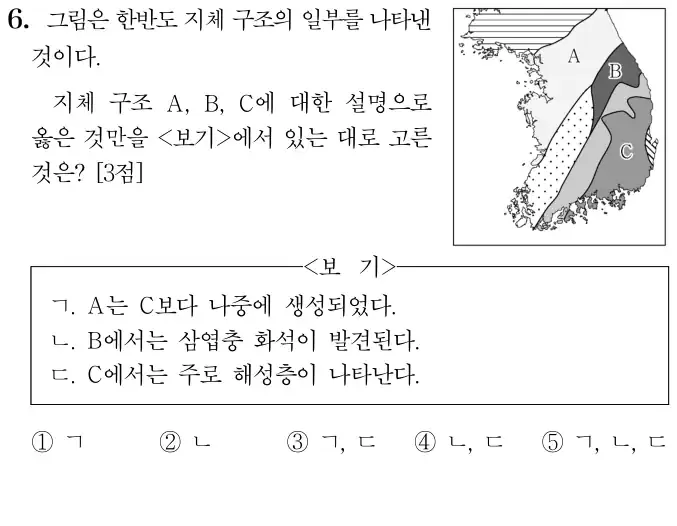 6. 그림은 한반도 지체 구조의 일부를 나타낸
것이다.
지체 구조 A, B, C에 대한 설명으로
옳은 것만을 <보기>에서 있는 대로 고른
것은? [3점]
A
B
C
<보 기>
ㄱ. A는 C보다 나중에 생성되었다.
ㄴ. B에서는 삼엽충 화석이 발견된다.
ㄷ. C에서는 주로 해성층이 나타난다.
① ㄱ ② ㄴ ③ ㄱ, ㄷ ④ ㄴ, ㄷ ⑤ ㄱ, ㄴ, ㄷ